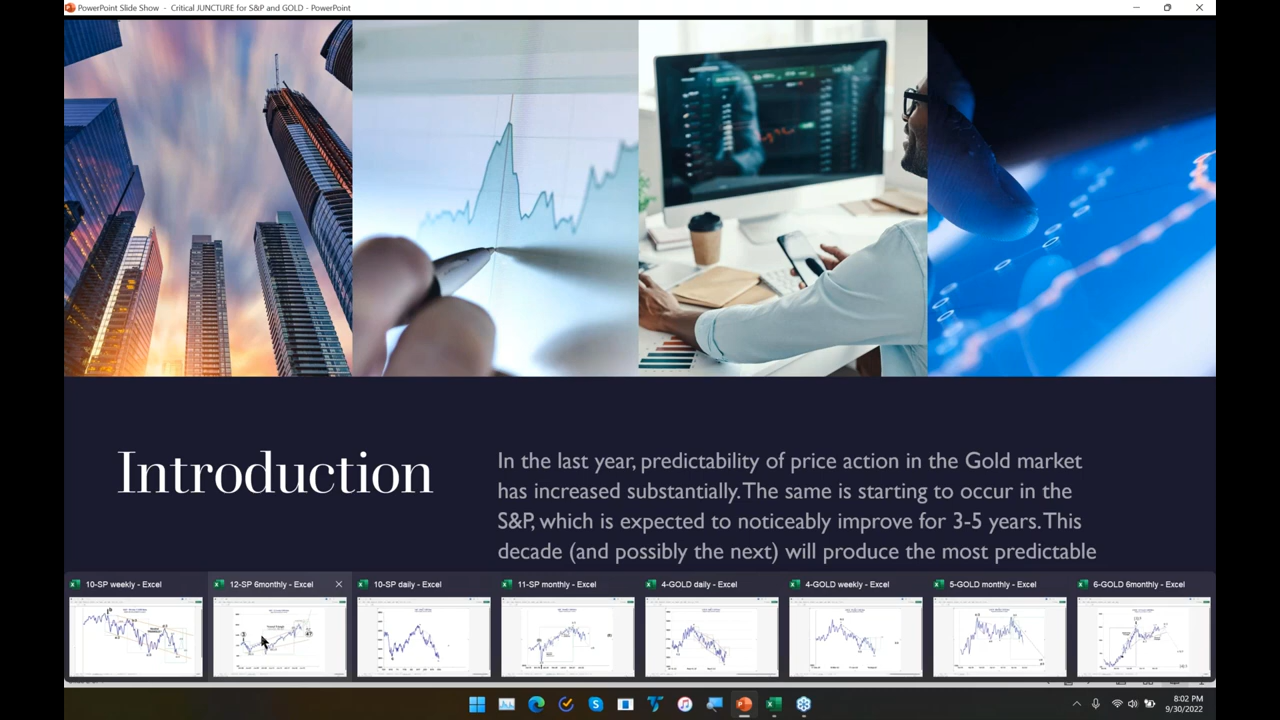 PowerPoint Slide Show - Critical JUNCTURE for S&P and GOLD - PowerPoint
Introduction
In the last year, predictability of price action in the Gold market
has increased substantially. The same is starting to occur in the
S&P, which is expected to noticeably improve for 3-5 years. This
decade (and possibly the next) will produce the most predictable
10-SP weekly - Excel
12-SP 6monthly - Excel
10-SP daily - Excel
11-SP monthly - Excel
4-GOLD daily - Excel
4-GOLD weekly - Excel
5-GOLD monthly - Excel
6-GOLD 6monthly - Excel
8:02 PM
9/30/2022